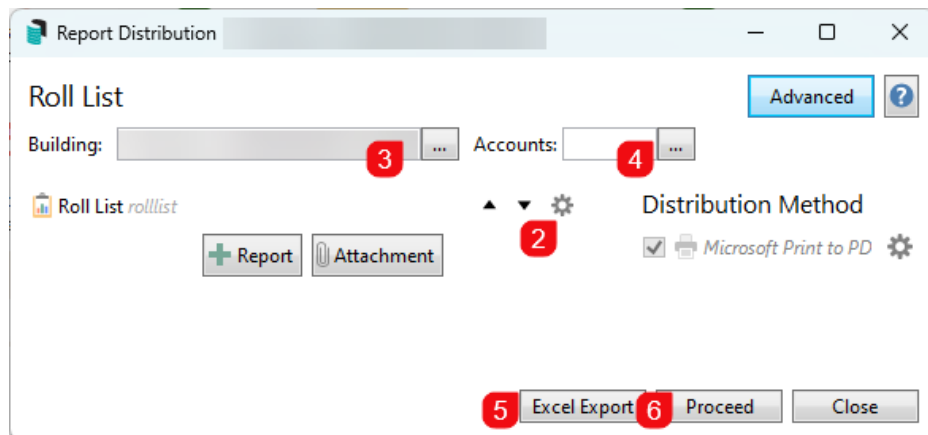 Report Distribution
Roll List
Advanced
?
Building:
...
Accounts:
...
3
4
Roll List rolllist
Distribution Method
2
Microsoft Print to PD
Report
Attachment
5
Excel Export
6
Proceed
Close